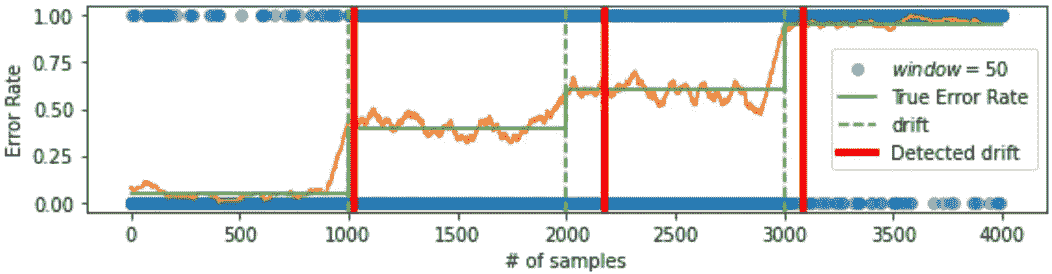 1.00
0.75
0.50
0.25
0.00
Error Rate
window = 50
True Error Rate
drift
Detected drift
0 500 1000 1500 2000 2500 3000 3500 4000
# of samples